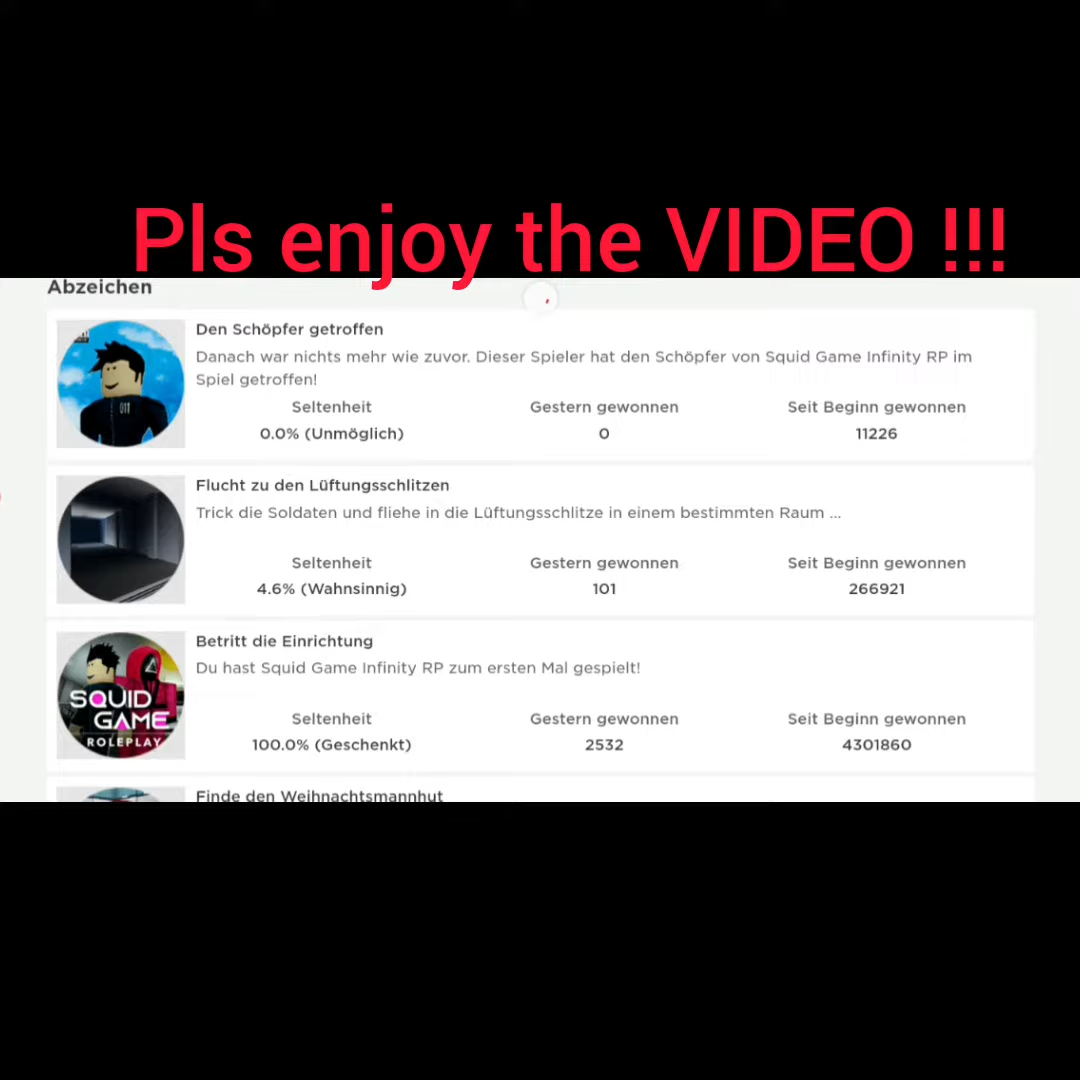 Pls enjoy the VIDEO !!!
Abzeichen
Den Schöpfer getroffen
Danach war nichts mehr wie zuvor. Dieser Spieler hat den Schöpfer von Squid Game Infinity RP im
Spiel getroffen!
Seltenheit Gestern gewonnen Seit Beginn gewonnen
0.0% (Unmöglich) 0 11226
011
Flucht zu den Lüftungsschlitzen
Trick die Soldaten und fliehe in die Lüftungsschlitze in einem bestimmten Raum ...
Seltenheit Gestern gewonnen Seit Beginn gewonnen
4.6% (Wahnsinnig) 101 266921
Betritt die Einrichtung
Du hast Squid Game Infinity RP zum ersten Mal gespielt!
SQUID
GAME
ROLEPLAY
Seltenheit Gestern gewonnen Seit Beginn gewonnen
100.0% (Geschenkt) 2532 4301860
Finde den Weihnachtsmannhut